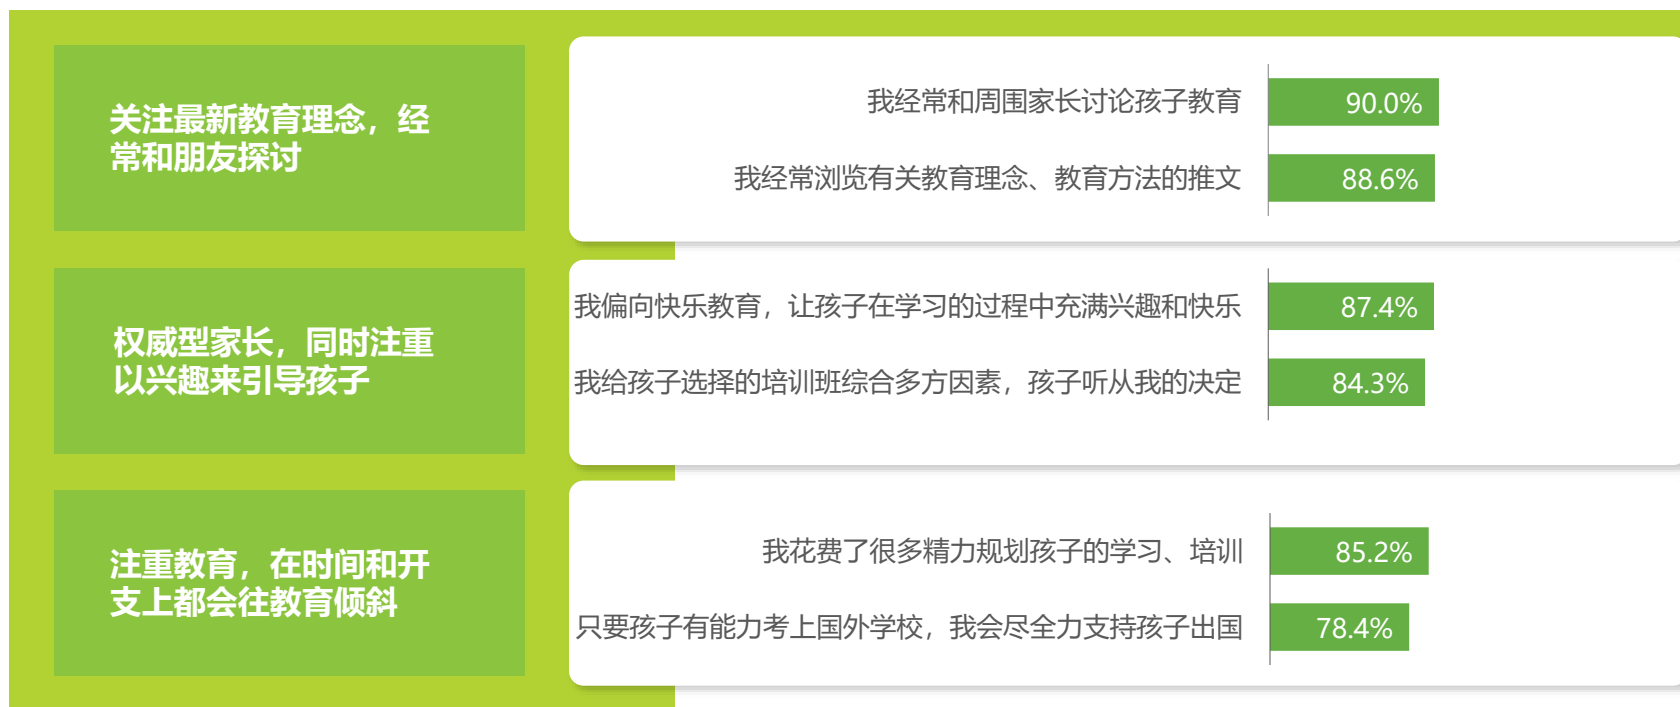 关注最新教育理念，经
常和朋友探讨
我经常和周围家长讨论孩子教育 90.0%
我经常浏览有关教育理念、教育方法的推文 88.6%
权威型家长，同时注重
以兴趣来引导孩子
我偏向快乐教育，让孩子在学习的过程中充满兴趣和快乐 87.4%
我给孩子选择的培训班综合多方因素，孩子听从我的决定 84.3%
注重教育，在时间和开
支上都会往教育倾斜
我花费了很多精力规划孩子的学习、培训 85.2%
只要孩子有能力考上国外学校，我会尽全力支持孩子出国 78.4%